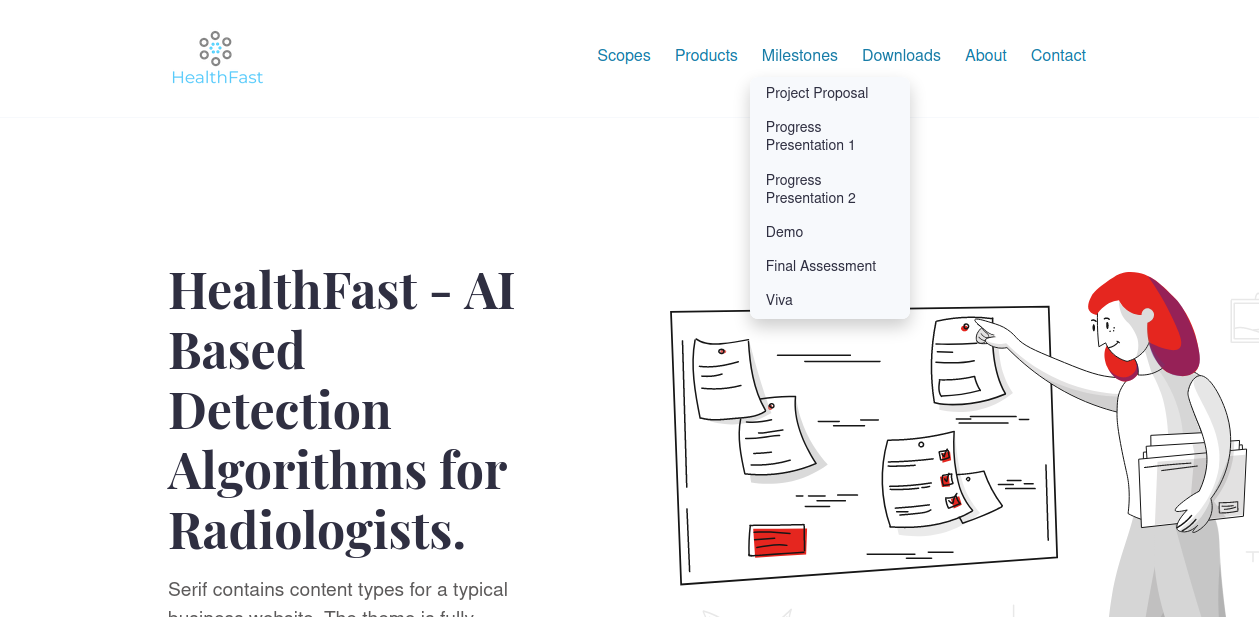 HealthFast
Scopes
Products
Milestones
Downloads
About
Contact
Project Proposal
Progress
Presentation 1
Progress
Presentation 2
Demo
Final Assessment
Viva
HealthFast - AI
Based
Detection
Algorithms for
Radiologists.
Serif contains content types for a typical
business website. The theme is fully